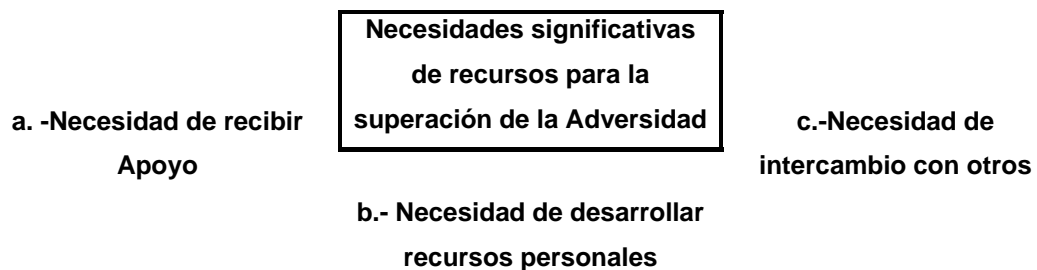 Necesidades significativas
de recursos para la
superación de la Adversidad
a. -Necesidad de recibir
Apoyo
b.- Necesidad de desarrollar
recursos personales
c.-Necesidad de
intercambio con otros